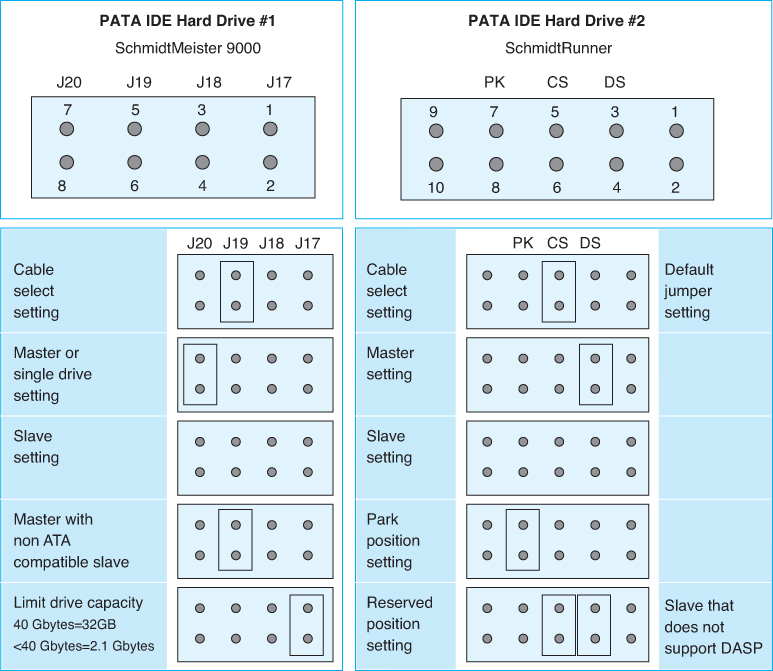 PATA IDE Hard Drive #1
SchmidtMeister 9000
J20 J19 J18 J17
7 5 3 1
8 6 4 2
PATA IDE Hard Drive #2
SchmidtRunner
PK CS DS
9 7 5 3 1
10 8 6 4 2
J20 J19 J18 J17
Cable
select
setting
Master or
single drive
setting
Slave
setting
Master with
non ATA
compatible slave
Limit drive capacity
40 Gbytes=32GB
<40 Gbytes=2.1 Gbytes
PK CS DS
Cable
select
setting
Default
jumper
setting
Master
setting
Slave
setting
Park
position
setting
Reserved
position
setting
Slave that
does not
support DASP